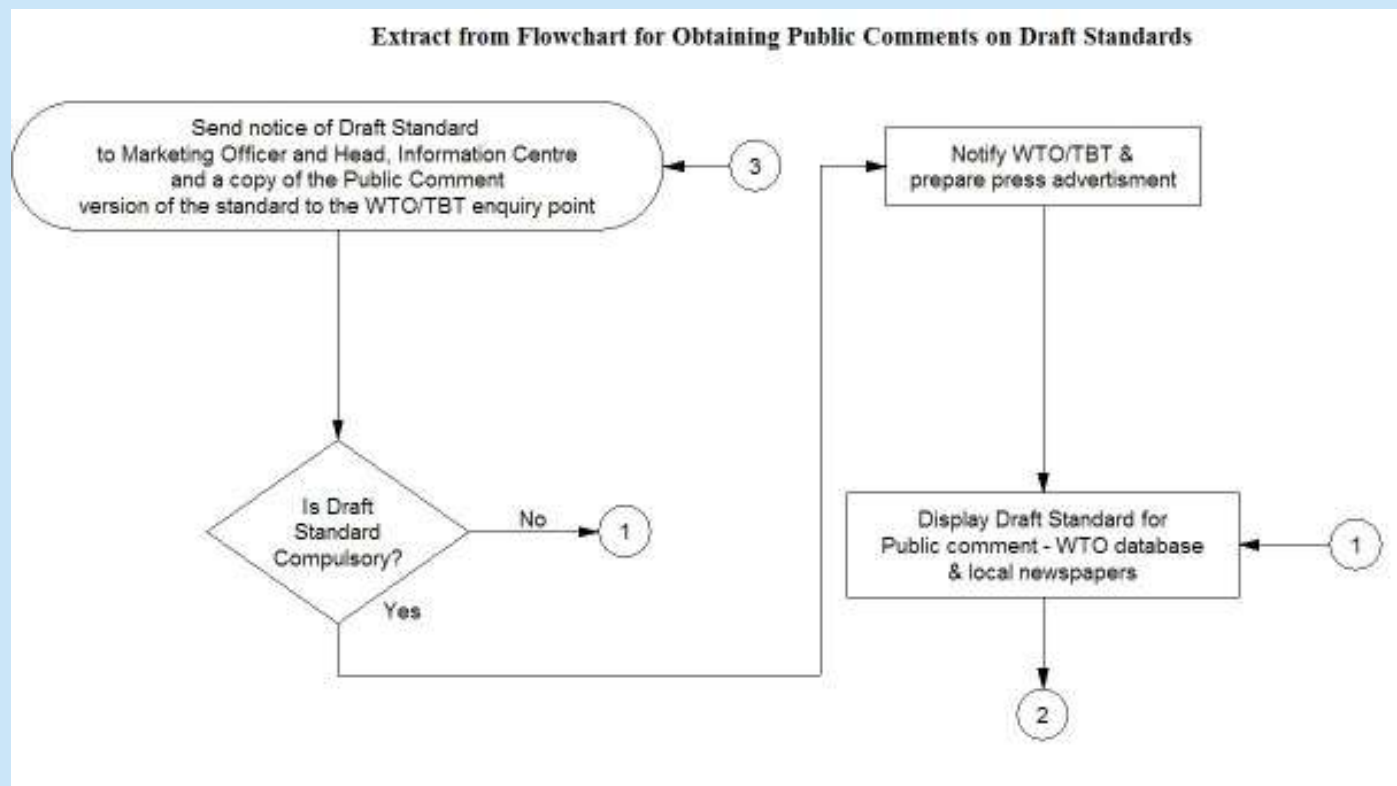 Extract from Flowchart for Obtaining Public Comments on Draft Standards
Send notice of Draft Standard
to Marketing Officer and Head, Information Centre
and a copy of the Public Comment
version of the standard to the WTO/TBT enquiry point
3
Is Draft
Standard
Compulsory?
No
1
Yes
Notify WTO/TBT &
prepare press advertisment
Display Draft Standard for
Public comment - WTO database
& local newspapers
1
2